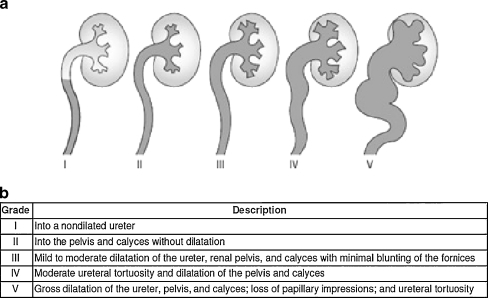 a
I II III IV V
b
Grade Description
I Into a nondilated ureter
II Into the pelvis and calyces without dilatation
III Mild to moderate dilatation of the ureter, renal pelvis, and calyces with minimal blunting of the fornices
IV Moderate ureteral tortuosity and dilatation of the pelvis and calyces
V Gross dilatation of the ureter, pelvis, and calyces; loss of papillary impressions; and ureteral tortuosity